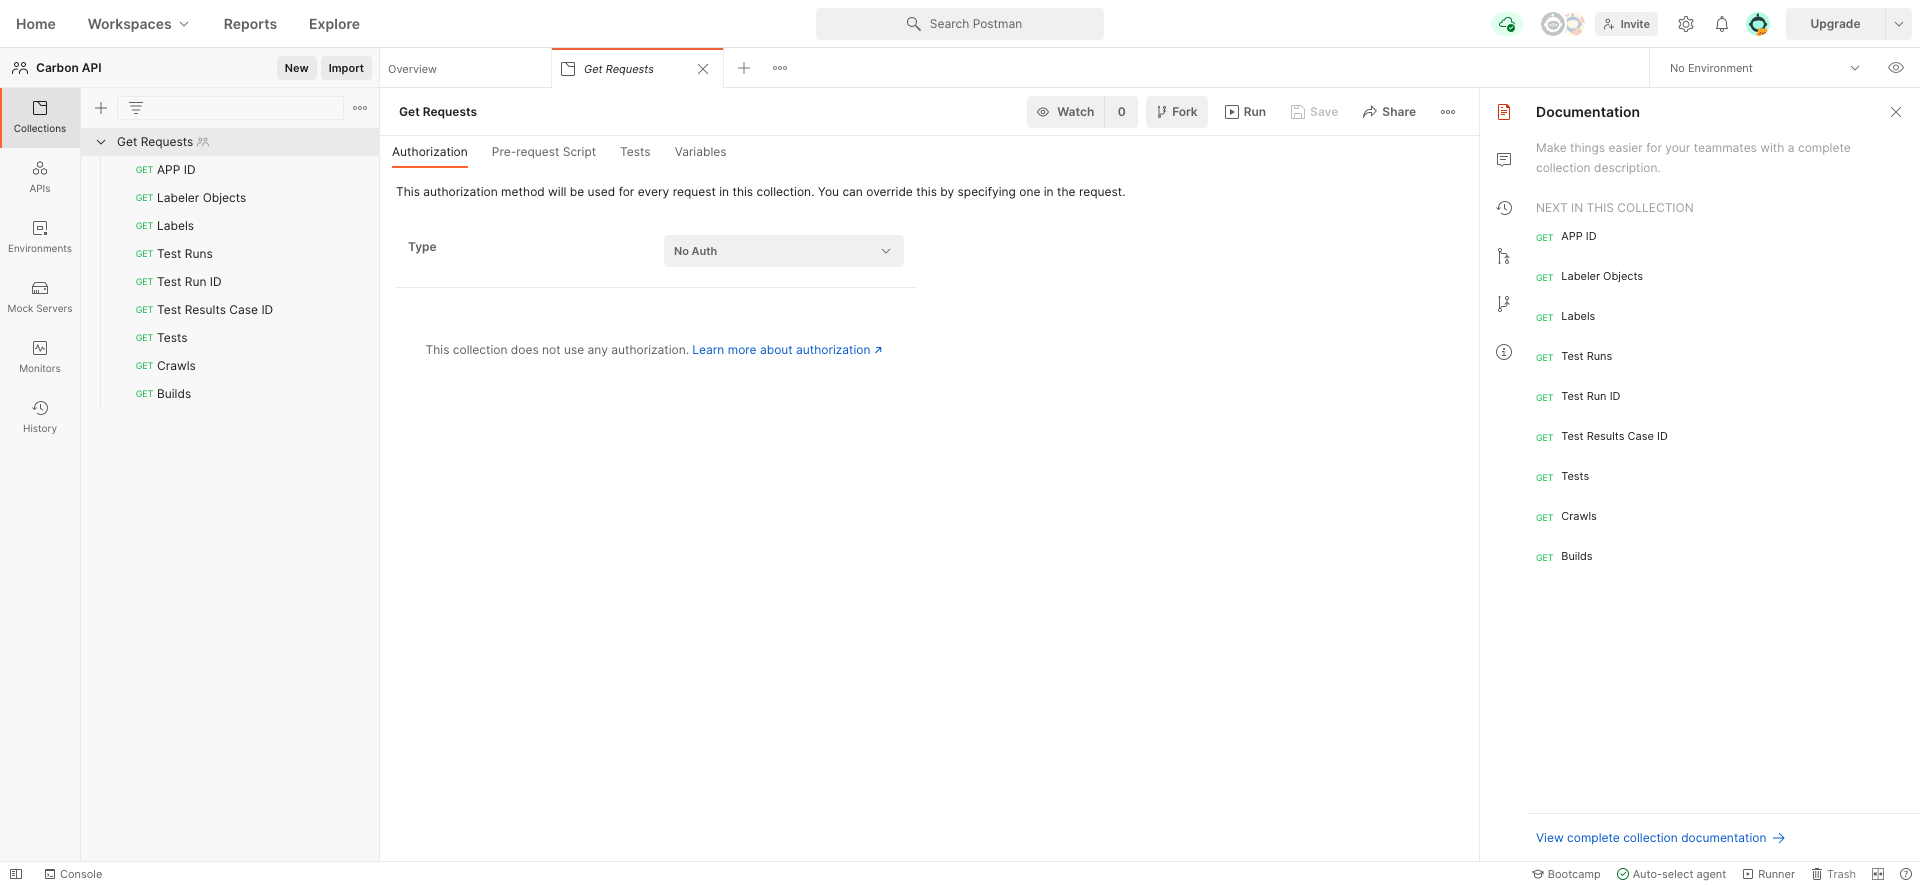 Home Workspaces Reports Explore
Search Postman
Invite
Upgrade
Carbon API New Import
Overview Get Requests
No Environment
Collections
APIs
Environments
Mock Servers
Monitors
History
Get Requests
GET APP ID
GET Labeler Objects
GET Labels
GET Test Runs
GET Test Run ID
GET Test Results Case ID
GET Tests
GET Crawls
GET Builds
Get Requests Watch 0 Fork Run Save Share
Authorization Pre-request Script Tests Variables
This authorization method will be used for every request in this collection. You can override this by specifying one in the request.
Type No Auth
This collection does not use any authorization. Learn more about authorization ↗
Documentation
Make things easier for your teammates with a complete
collection description.
NEXT IN THIS COLLECTION
GET APP ID
GET Labeler Objects
GET Labels
GET Test Runs
GET Test Run ID
GET Test Results Case ID
GET Tests
GET Crawls
GET Builds
View complete collection documentation →
Console
Bootcamp Auto-select agent Runner Trash